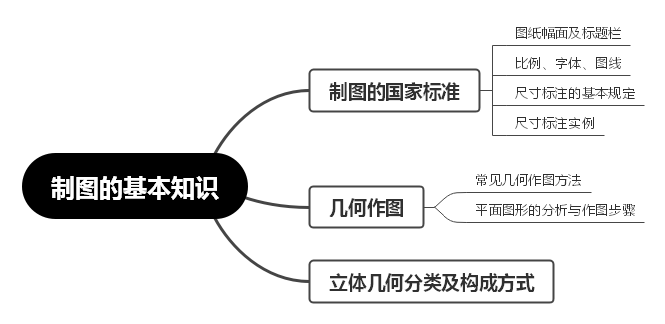 制图的基本知识
制图的国家标准
图纸幅面及标题栏
比例、字体、图线
尺寸标注的基本规定
尺寸标注实例
几何作图
常见几何作图方法
平面图形的分析与作图步骤
立体几何分类及构成方式